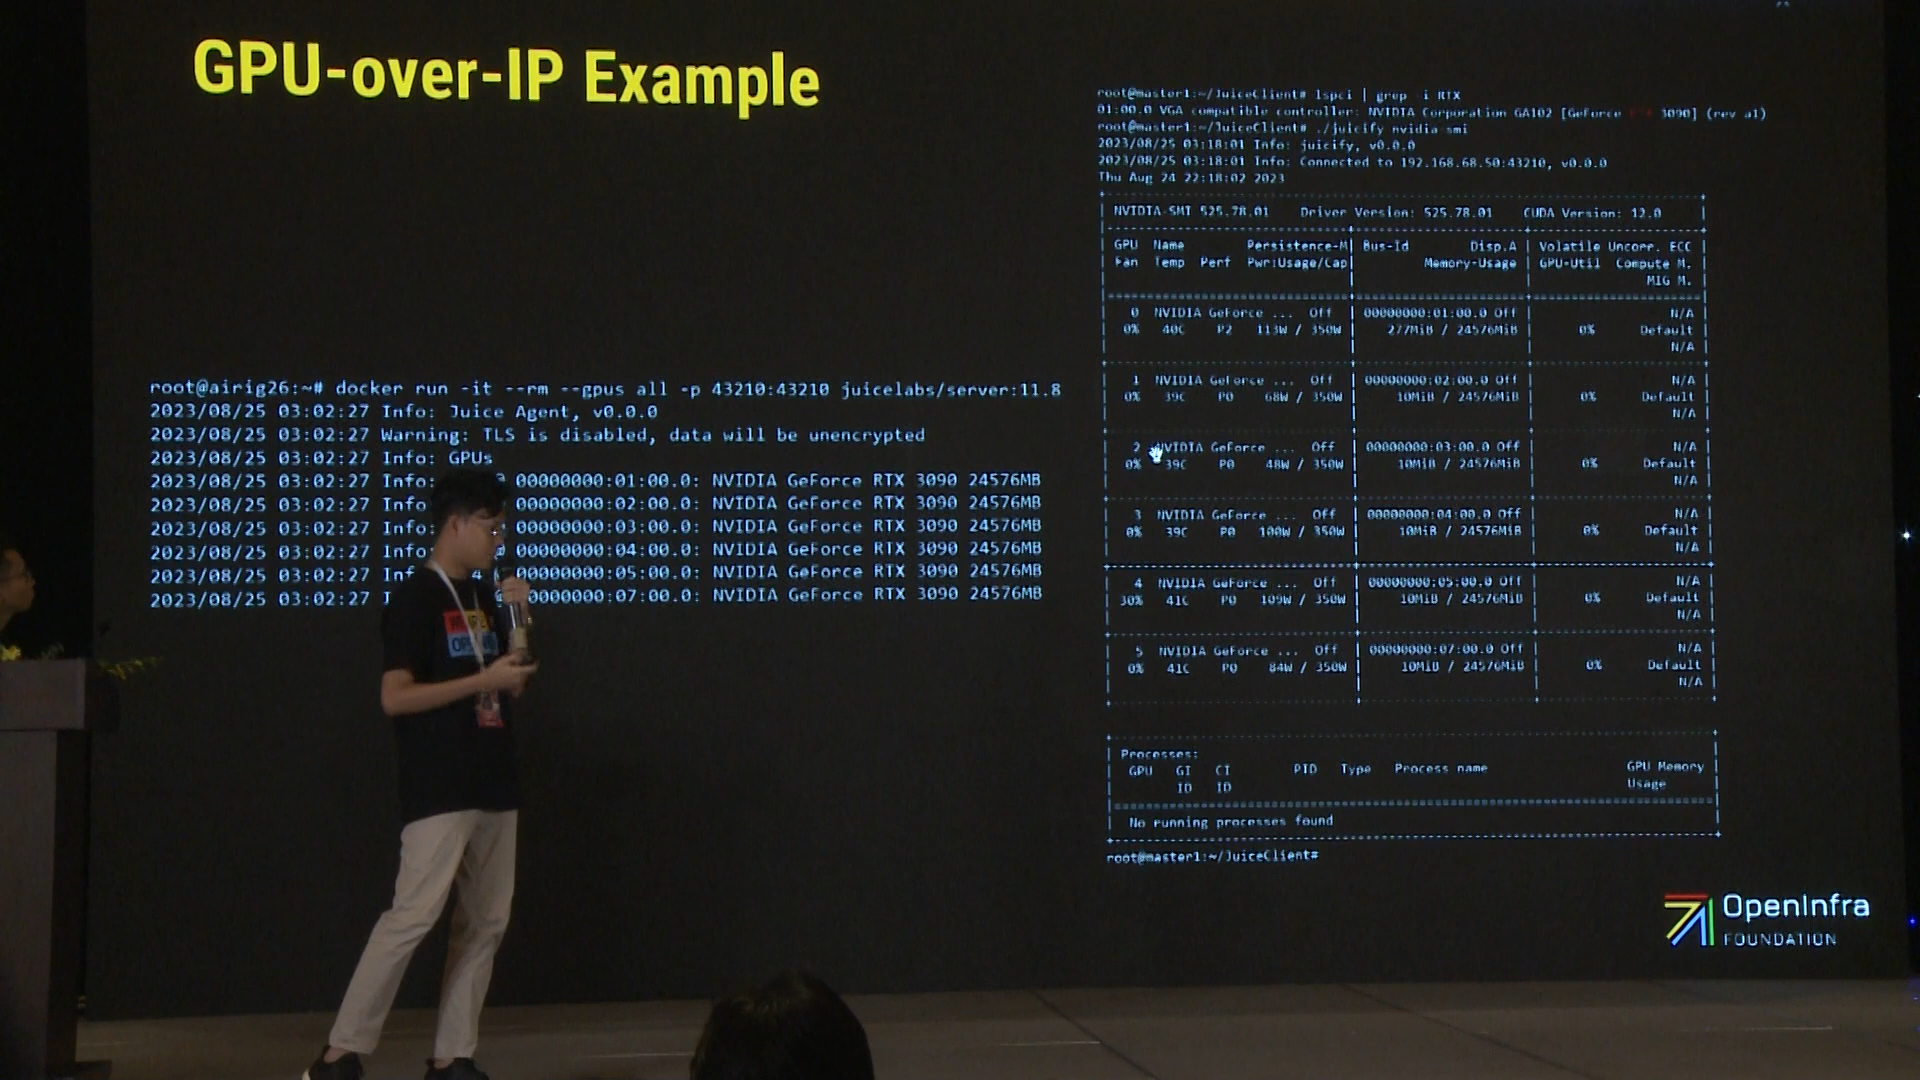 GPU-over-IP Example
root@airig26:~# docker run -it --rm --gpus all -p 43210:43210 juicelabs/server:11.8
2023/08/25 03:02:27 Info: Juice Agent, v0.0.0
2023/08/25 03:02:27 Warning: TLS is disabled, data will be unencrypted
2023/08/25 03:02:27 Info: GPUs
2023/08/25 03:02:27 Info: 00000000:01:00.0: NVIDIA GeForce RTX 3090 24576MB
2023/08/25 03:02:27 Info 00000000:02:00.0: NVIDIA GeForce RTX 3090 24576MB
2023/08/25 03:02:27 Info 00000000:03:00.0: NVIDIA GeForce RTX 3090 24576MB
2023/08/25 03:02:27 Info 00000000:04:00.0: NVIDIA GeForce RTX 3090 24576MB
2023/08/25 03:02:27 Inf 4 00000000:05:00.0: NVIDIA GeForce RTX 3090 24576MB
2023/08/25 03:02:27 @ 00000000:07:00.0: NVIDIA GeForce RTX 3090 24576MB
root@master1:~/JuiceClient# lspci | grep -i RTX
01:00.0 VGA compatible controller: NVIDIA Corporation GA102 [GeForce RTX 3090] (rev a1)
root@master1:~/JuiceClient# ./juicify nvidia-smi
2023/08/25 03:18:01 Info: juicify, v0.0.0
2023/08/25 03:18:01 Info: Connected to 192.168.68.50:43210, v0.0.0
Thu Aug 24 22:18:02 2023
NVIDIA-SMI 525.78.01 Driver Version: 525.78.01 CUDA Version: 12.0
GPU Name Persistence-M| Bus-Id Disp.A | Volatile Uncorr. ECC
Fan Temp Perf Pwr:Usage/Cap| Memory-Usage | GPU-Util Compute M.
MIG M.
0 NVIDIA GeForce ... Off | 00000000:01:00.0 Off | N/A
0% 40C P2 113W / 350W | 277MiB / 24576MiB | 0% Default
N/A
1 NVIDIA GeForce ... Off | 00000000:02:00.0 Off | N/A
0% 39C P0 68W / 350W | 10MiB / 24576MiB | 0% Default
N/A
2 NVIDIA GeForce ... Off | 00000000:03:00.0 Off | N/A
0% 39C P0 48W / 350W | 10MiB / 24576MiB | 0% Default
N/A
3 NVIDIA GeForce ... Off | 00000000:04:00.0 Off | N/A
0% 39C P0 100W / 350W | 10MiB / 24576MiB | 0% Default
N/A
4 NVIDIA GeForce ... Off | 00000000:05:00.0 Off | N/A
30% 41C P0 109W / 350W | 10MiB / 24576MiB | 0% Default
N/A
5 NVIDIA GeForce ... Off | 00000000:07:00.0 Off | N/A
0% 41C P0 84W / 350W | 10MiB / 24576MiB | 0% Default
N/A
Processes:
GPU GI CI PID Type Process name GPU Memory
ID ID Usage
No running processes found
root@master1:~/JuiceClient#
OpenInfra
FOUNDATION